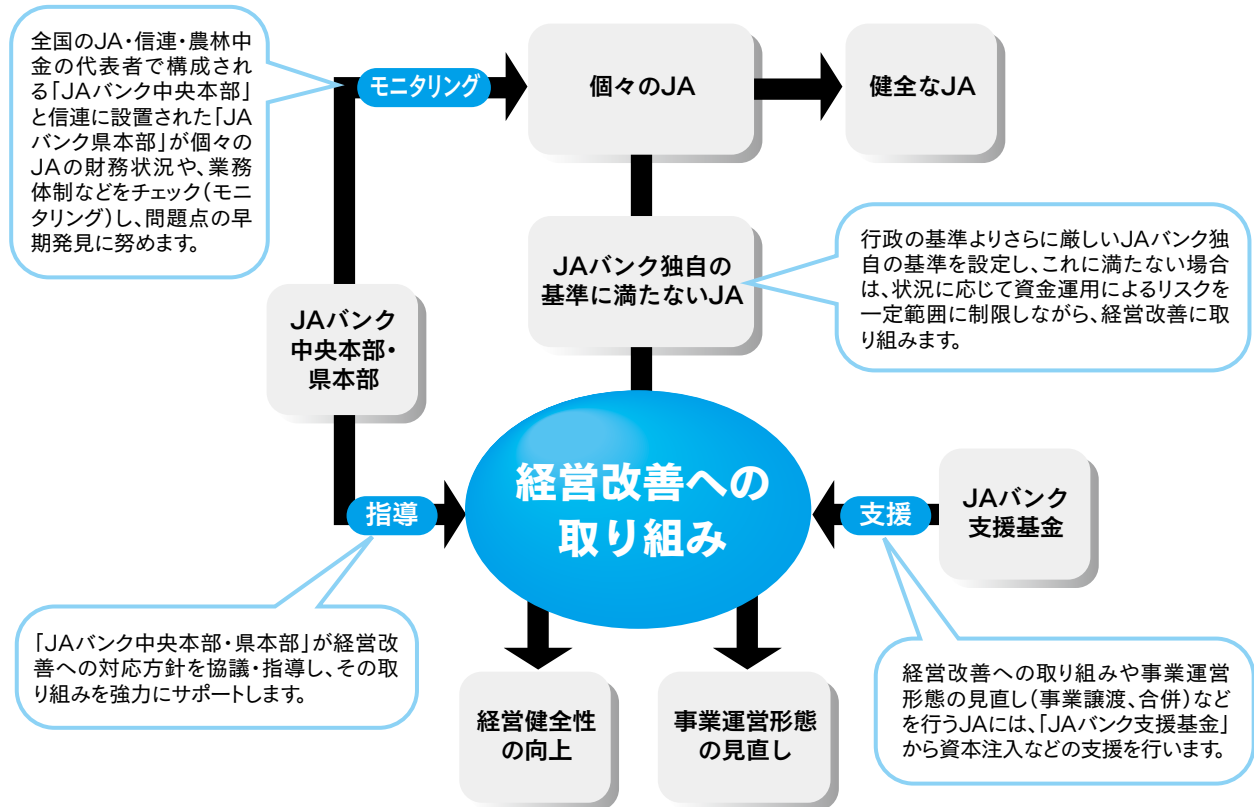 全国のJA・信連・農林中
金の代表者で構成され
る「JAバンク中央本部」
と信連に設置された「JA
バンク県本部」が個々の
JAの財務状況や、業務
体制などをチェック(モニ
タリング)し、問題点の早
期発見に努めます。
モニタリング
個々のJA
健全なJA
JAバンク独自の
基準に満たないJA
行政の基準よりさらに厳しいJAバンク独
自の基準を設定し、これに満たない場合
は、状況に応じて資金運用によるリスクを
一定範囲に制限しながら、経営改善に取
り組みます。
JAバンク
中央本部・
県本部
経営改善への
取り組み
指導
支援
JAバンク
支援基金
「JAバンク中央本部・県本部」が経営改
善への対応方針を協議・指導し、その取
り組みを強力にサポートします。
経営健全性
の向上
事業運営形態
の見直し
経営改善への取り組みや事業運営
形態の見直し(事業譲渡、合併)など
を行うJAには、「JAバンク支援基金」
から資本注入などの支援を行います。